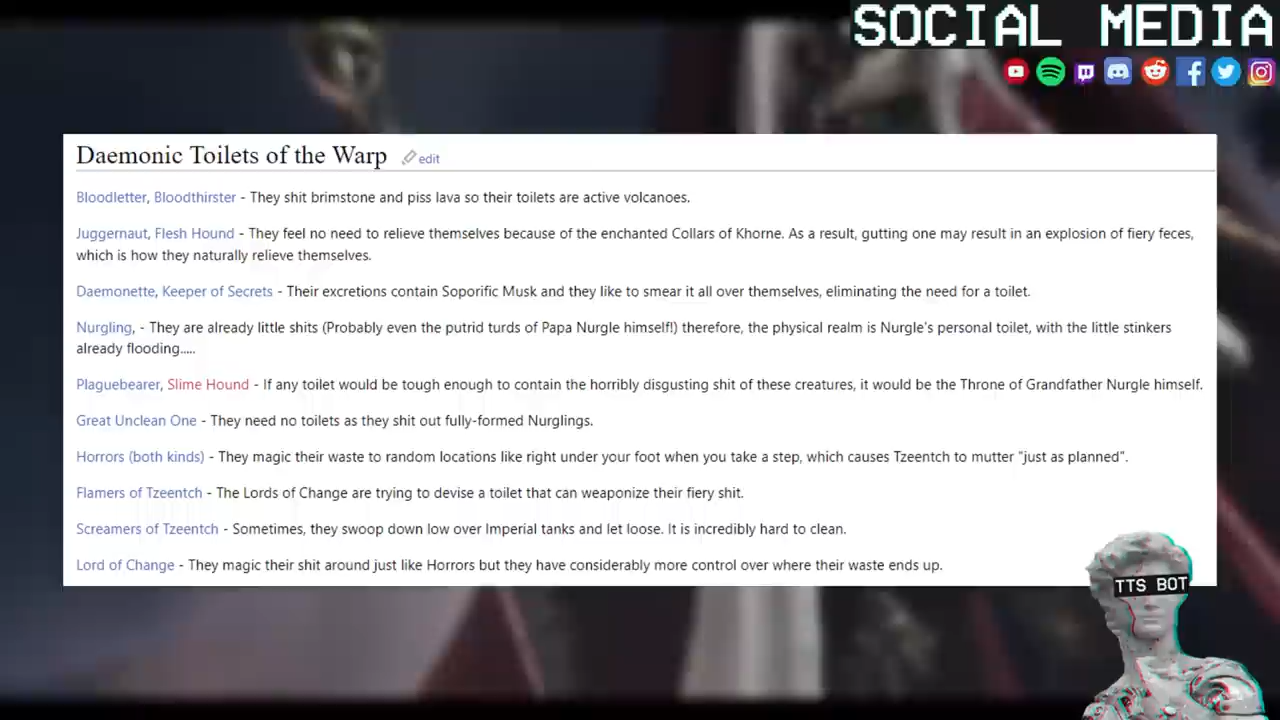 SOCIAL MEDIA
Daemonic Toilets of the Warp edit
Bloodletter, Bloodthirster - They shit brimstone and piss lava so their toilets are active volcanoes.
Juggernaut, Flesh Hound - They feel no need to relieve themselves because of the enchanted Collars of Khorne. As a result, gutting one may result in an explosion of fiery feces,
which is how they naturally relieve themselves.
Daemonette, Keeper of Secrets - Their excretions contain Soporific Musk and they like to smear it all over themselves, eliminating the need for a toilet.
Nurgling, - They are already little shits (Probably even the putrid turds of Papa Nurgle himself!) therefore, the physical realm is Nurgle's personal toilet, with the little stinkers
already flooding.....
Plaguebearer, Slime Hound - If any toilet would be tough enough to contain the horribly disgusting shit of these creatures, it would be the Throne of Grandfather Nurgle himself.
Great Unclean One - They need no toilets as they shit out fully-formed Nurglings.
Horrors (both kinds) - They magic their waste to random locations like right under your foot when you take a step, which causes Tzeentch to mutter "just as planned".
Flamers of Tzeentch - The Lords of Change are trying to devise a toilet that can weaponize their fiery shit.
Screamers of Tzeentch - Sometimes, they swoop down low over Imperial tanks and let loose. It is incredibly hard to clean.
Lord of Change - They magic their shit around just like Horrors but they have considerably more control over where their waste ends up.
TTS BOT